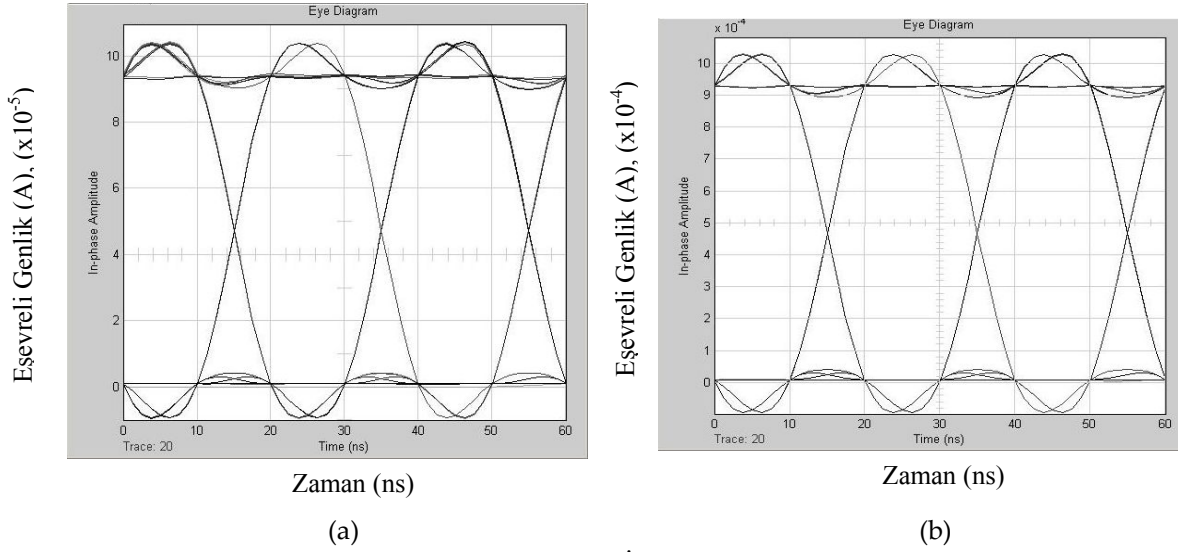 Eye Diagram
Eşevreli Genlik (A), (x10-5)
In-phase Amplitude
10
8
6
4
2
0
0 10 20 30 40 50 60
Trace: 20
Time (ns)
Zaman (ns)
(a)
x 10-4
Eye Diagram
Eşevreli Genlik (A), (x10-4)
In-phase Amplitude
10
9
8
7
6
5
4
3
2
1
0
0 10 20 30 40 50 60
Trace: 20
Time (ns)
Zaman (ns)
(b)